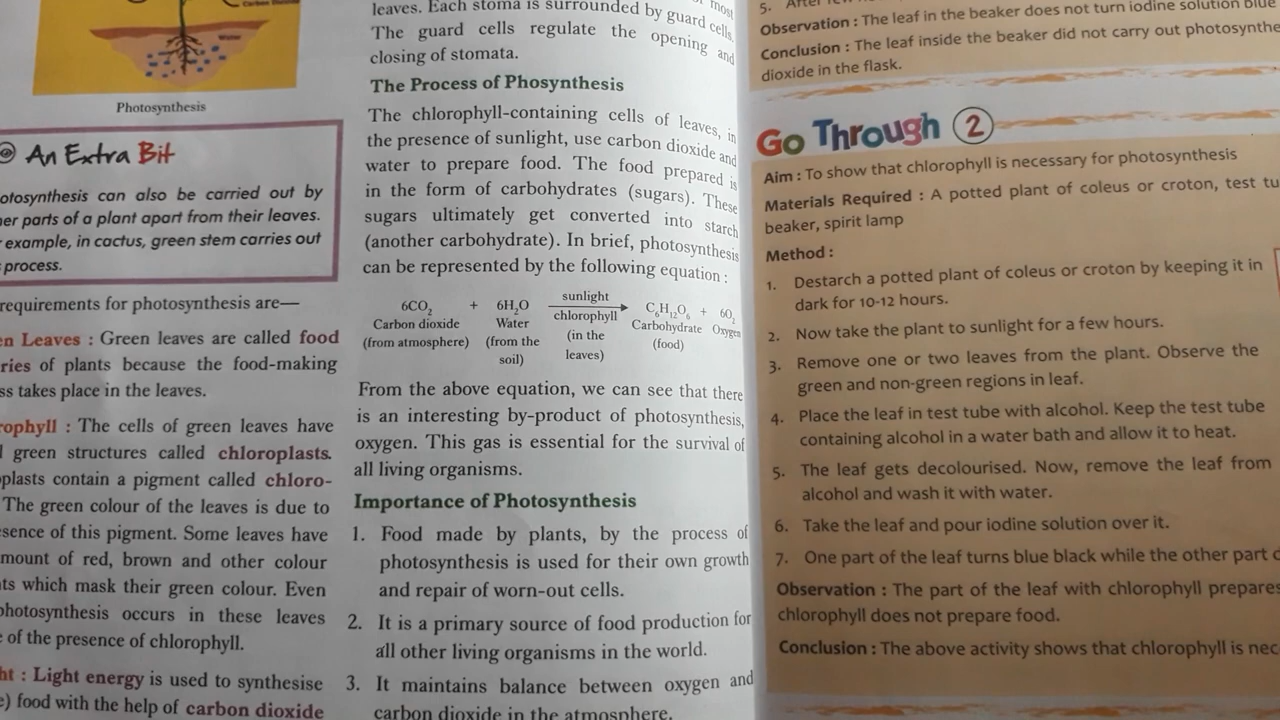 Carbon Dioxide
Water
Photosynthesis
An Extra Bit
otosynthesis can also be carried out by
er parts of a plant apart from their leaves.
example, in cactus, green stem carries out
process.
requirements for photosynthesis are—
en Leaves : Green leaves are called food
ries of plants because the food-making
ss takes place in the leaves.
rophyll : The cells of green leaves have
l green structures called chloroplasts.
plasts contain a pigment called chloro-
The green colour of the leaves is due to
sence of this pigment. Some leaves have
mount of red, brown and other colour
ts which mask their green colour. Even
photosynthesis occurs in these leaves
e of the presence of chlorophyll.
ht : Light energy is used to synthesise
e) food with the help of carbon dioxide
most
leaves. Each stoma is surrounded by guard cells.
The guard cells regulate the opening and
closing of stomata.
The Process of Phosynthesis
The chlorophyll-containing cells of leaves, in
the presence of sunlight, use carbon dioxide and
water to prepare food. The food prepared is
in the form of carbohydrates (sugars). These
sugars ultimately get converted into starch
(another carbohydrate). In brief, photosynthesis
can be represented by the following equation :
6CO₂ + 6H₂O sunlight chlorophyll (in the leaves) → C₆H₁₂O₆ + 6O₂
Carbon dioxide Water Carbohydrate Oxygen
(from atmosphere) (from the soil) (food)
From the above equation, we can see that there
is an interesting by-product of photosynthesis,
oxygen. This gas is essential for the survival of
all living organisms.
Importance of Photosynthesis
1. Food made by plants, by the process of
photosynthesis is used for their own growth
and repair of worn-out cells.
2. It is a primary source of food production for
all other living organisms in the world.
3. It maintains balance between oxygen and
carbon dioxide in the atmosphere.
5. After few
Observation : The leaf in the beaker does not turn iodine solution blue
Conclusion : The leaf inside the beaker did not carry out photosynthe
dioxide in the flask.
Go Through 2
Aim : To show that chlorophyll is necessary for photosynthesis
Materials Required : A potted plant of coleus or croton, test tu
beaker, spirit lamp
Method :
1. Destarch a potted plant of coleus or croton by keeping it in
dark for 10-12 hours.
2. Now take the plant to sunlight for a few hours.
3. Remove one or two leaves from the plant. Observe the
green and non-green regions in leaf.
4. Place the leaf in test tube with alcohol. Keep the test tube
containing alcohol in a water bath and allow it to heat.
5. The leaf gets decolourised. Now, remove the leaf from
alcohol and wash it with water.
6. Take the leaf and pour iodine solution over it.
7. One part of the leaf turns blue black while the other part
Observation : The part of the leaf with chlorophyll prepares
chlorophyll does not prepare food.
Conclusion : The above activity shows that chlorophyll is nec